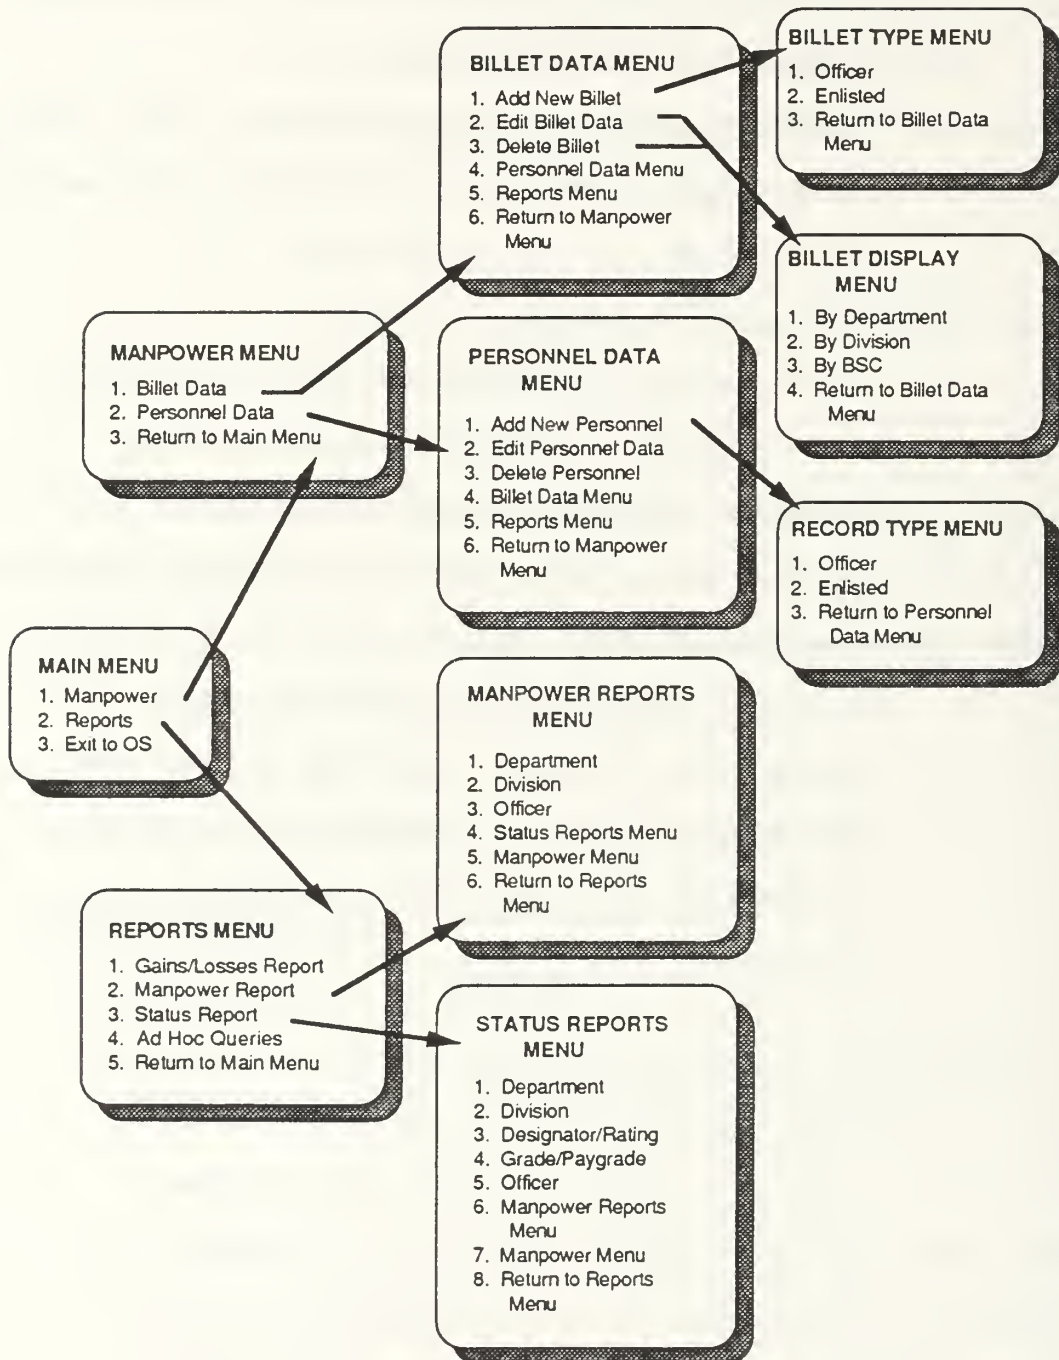 BILLET DATA MENU
1. Add New Billet
2. Edit Billet Data
3. Delete Billet
4. Personnel Data Menu
5. Reports Menu
6. Return to Manpower
Menu
BILLET TYPE MENU
1. Officer
2. Enlisted
3. Return to Billet Data
Menu
BILLET DISPLAY
MENU
1. By Department
2. By Division
3. By BSC
4. Return to Billet Data
Menu
MANPOWER MENU
1. Billet Data
2. Personnel Data
3. Return to Main Menu
PERSONNEL DATA
MENU
1. Add New Personnel
2. Edit Personnel Data
3. Delete Personnel
4. Billet Data Menu
5. Reports Menu
6. Return to Manpower
Menu
RECORD TYPE MENU
1. Officer
2. Enlisted
3. Return to Personnel
Data Menu
MAIN MENU
1. Manpower
2. Reports
3. Exit to OS
MANPOWER REPORTS
MENU
1. Department
2. Division
3. Officer
4. Status Reports Menu
5. Manpower Menu
6. Return to Reports
Menu
REPORTS MENU
1. Gains/Losses Report
2. Manpower Report
3. Status Report
4. Ad Hoc Queries
5. Return to Main Menu
STATUS REPORTS
MENU
1. Department
2. Division
3. Designator/Rating
4. Grade/Paygrade
5. Officer
6. Manpower Reports
Menu
7. Manpower Menu
8. Return to Reports
Menu